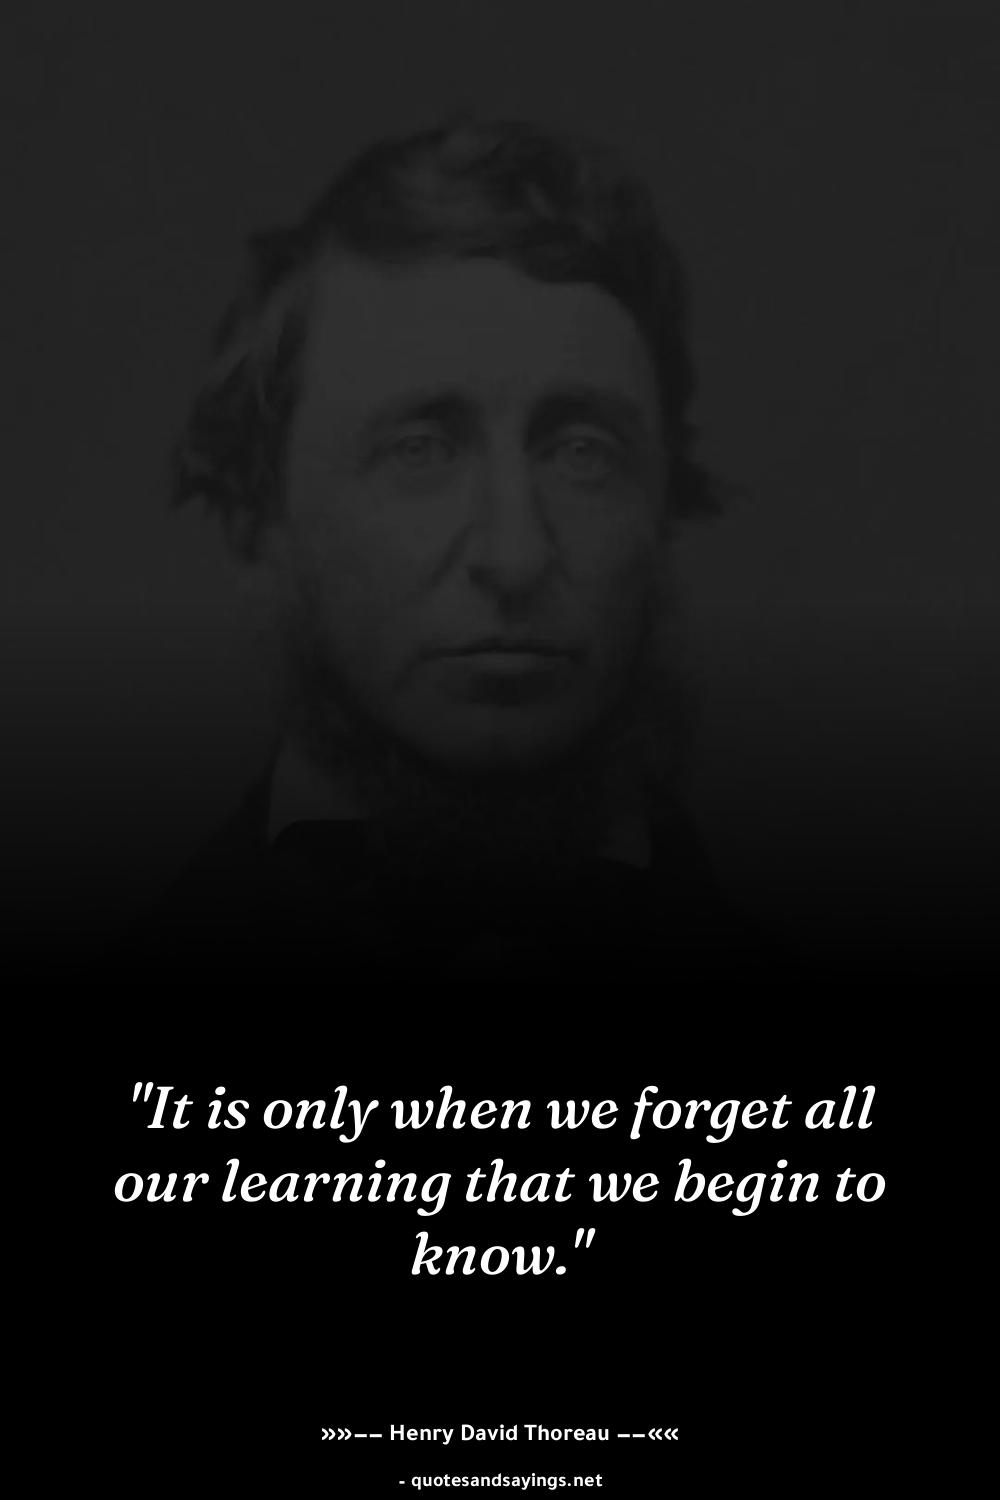 "It is only when we forget all
our learning that we begin to
know."
»»–– Henry David Thoreau ––««
- quotesandsayings.net